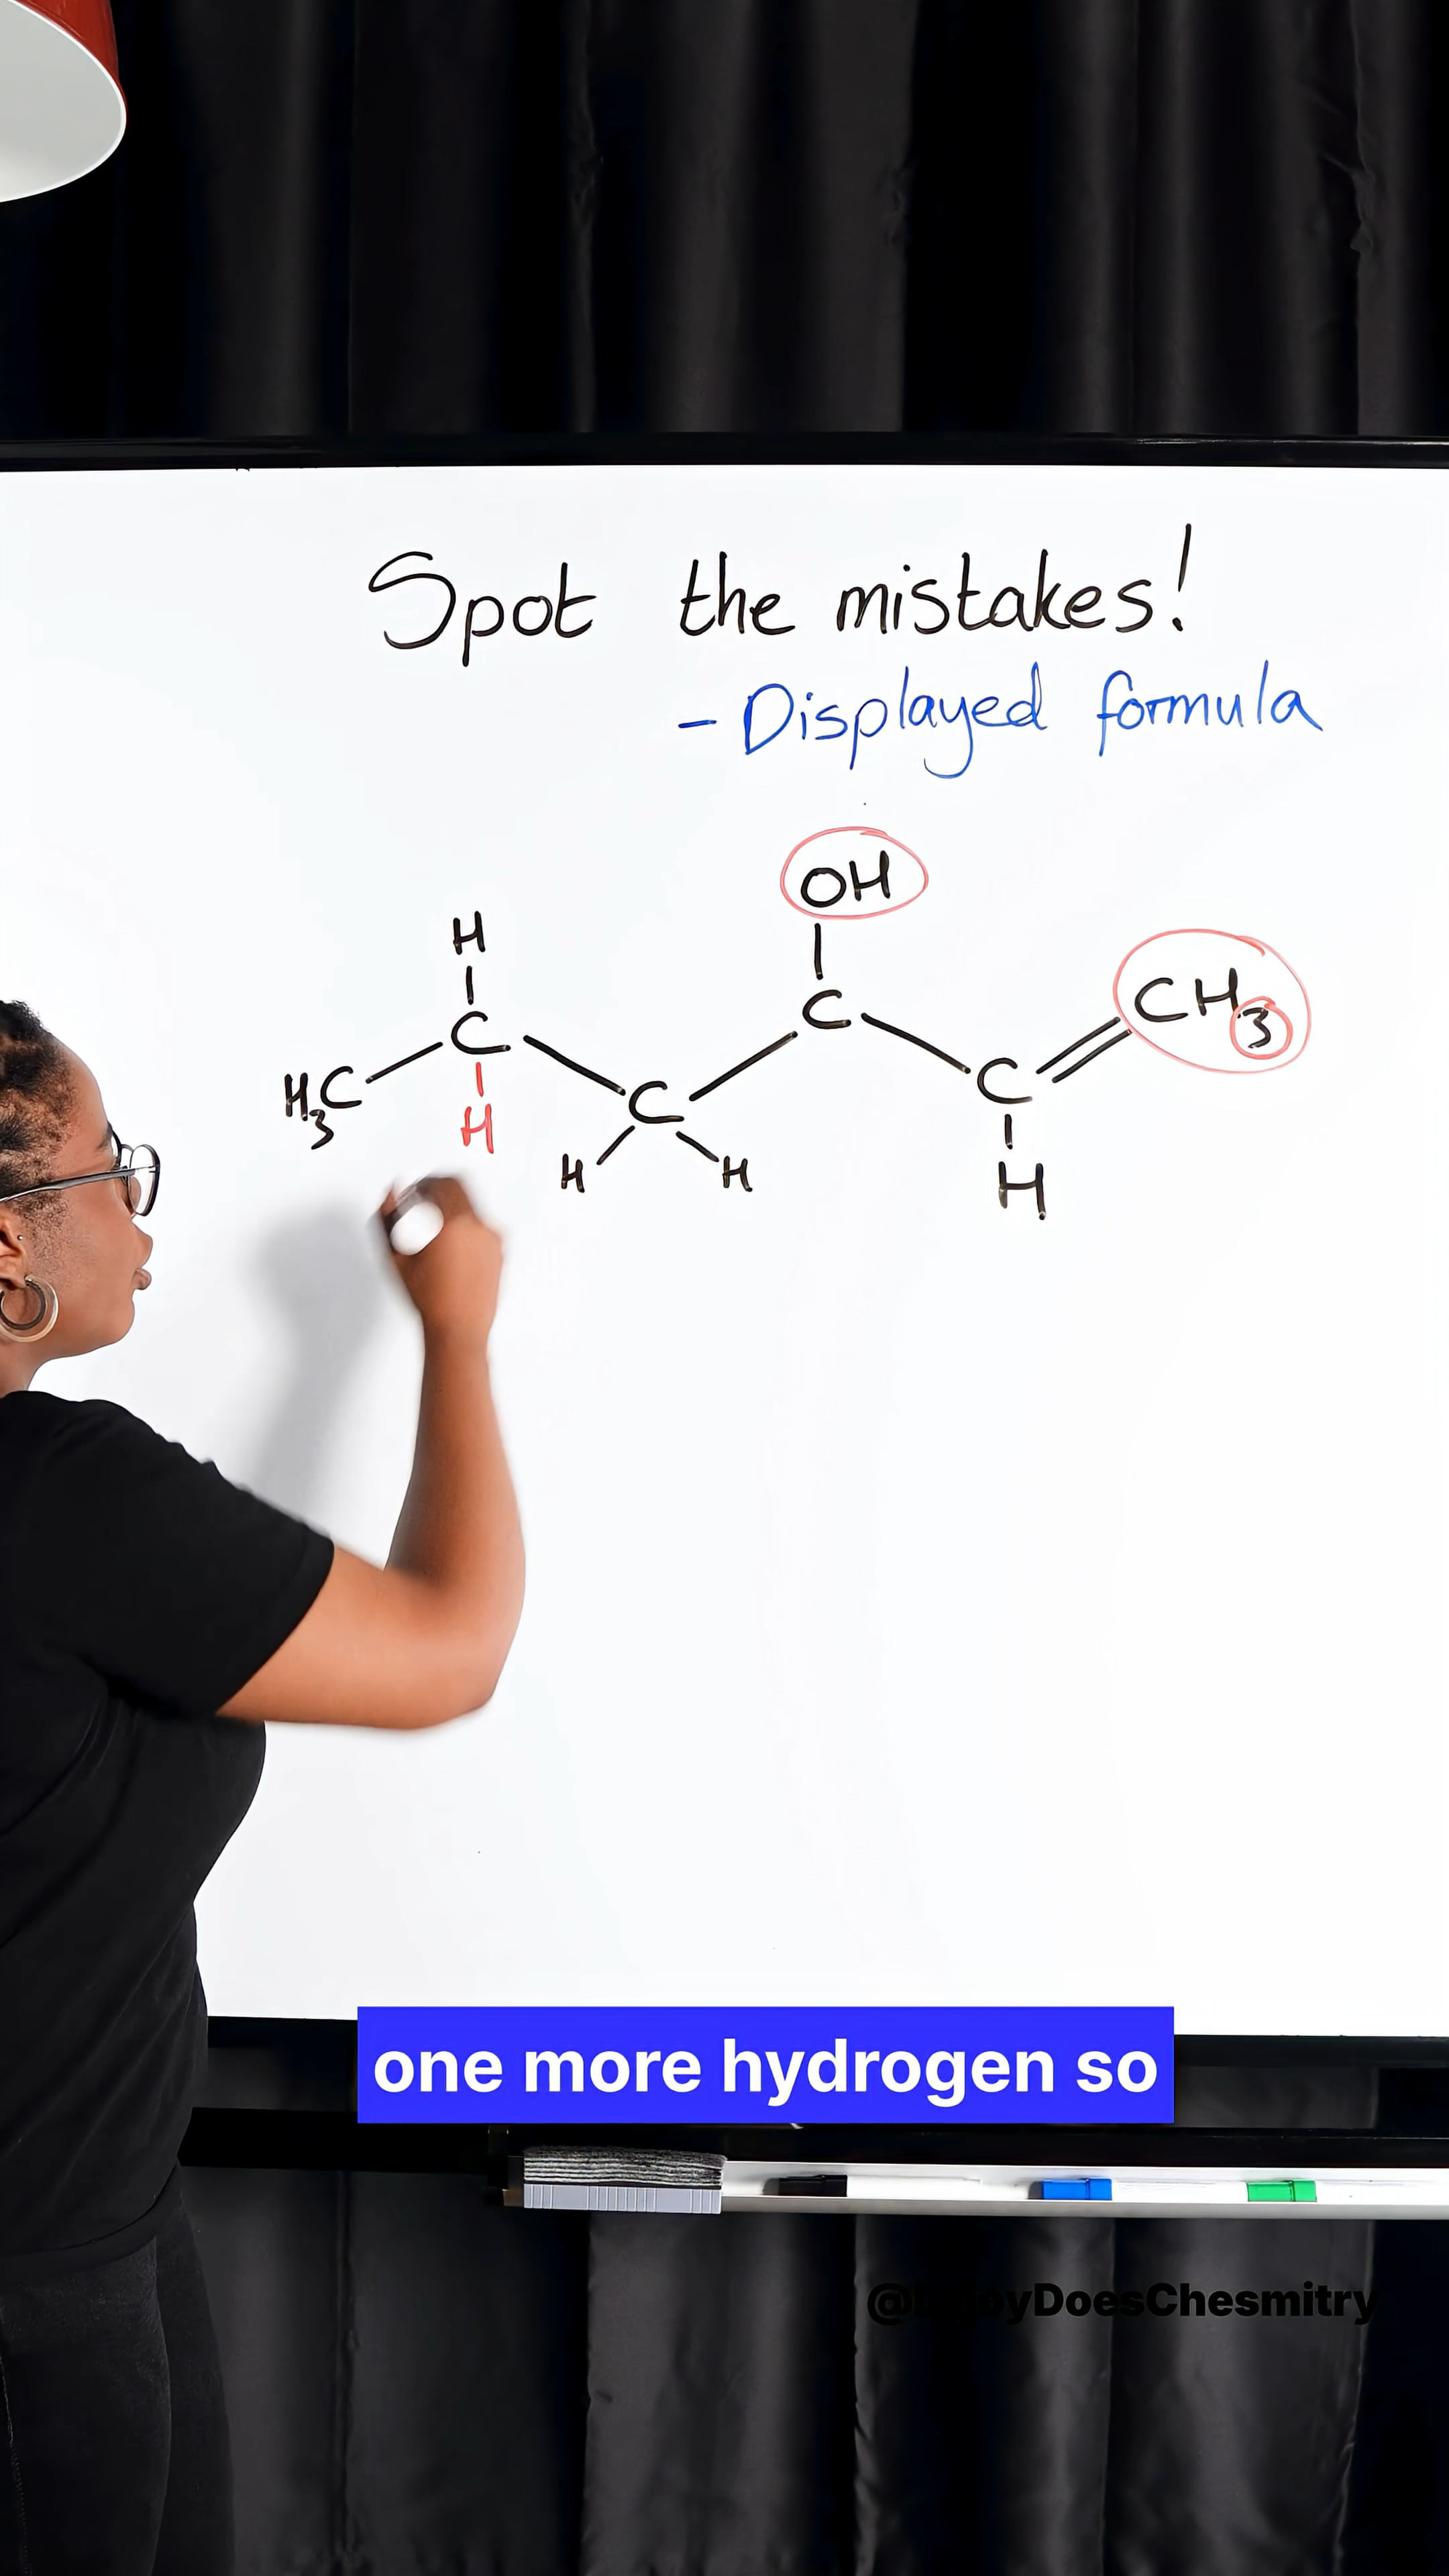 Spot the mistakes!
- Displayed formula
OH
H
C C CH3
H3C C C
H H H H
one more hydrogen so